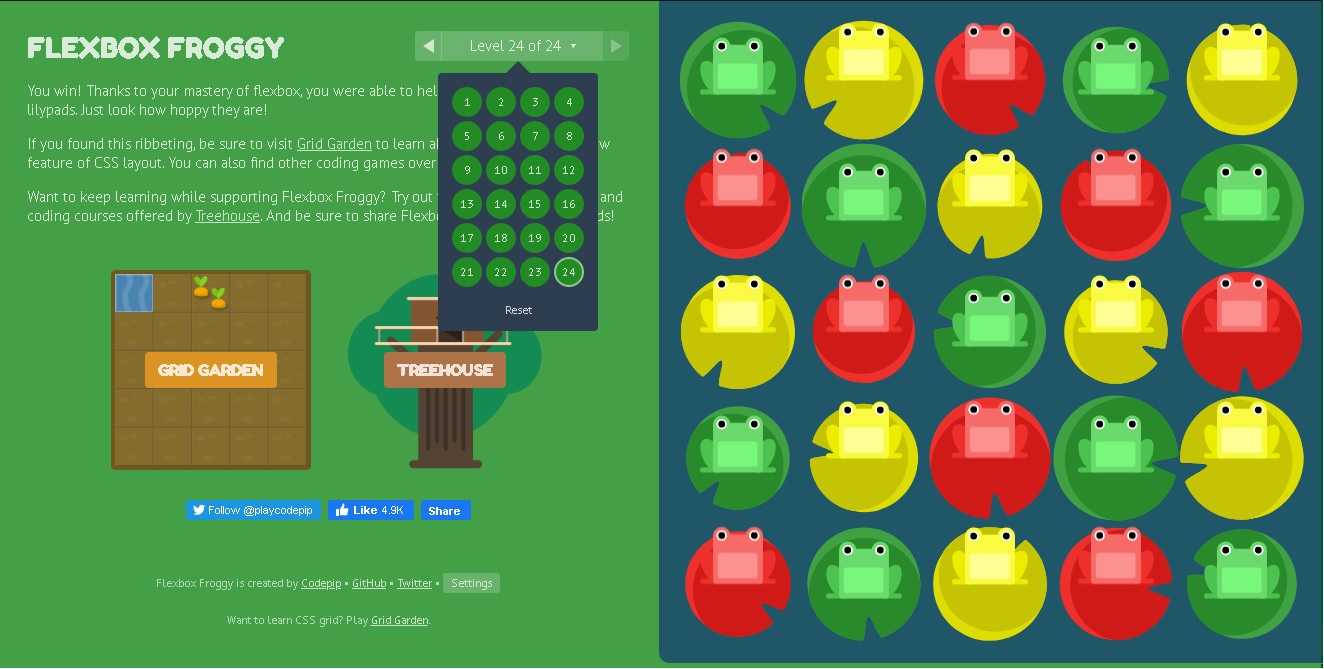 FLEXBOX FROGGY
◀ Level 24 of 24 ▾ ▶
You win! Thanks to your mastery of flexbox, you were able to hel
lilypads. Just look how hoppy they are!
If you found this ribbeting, be sure to visit Grid Garden to learn w
feature of CSS layout. You can also find other coding games over
Want to keep learning while supporting Flexbox Froggy? Try out and
coding courses offered by Treehouse. And be sure to share Flexb ds!
1 2 3 4
5 6 7 8
9 10 11 12
13 14 15 16
17 18 19 20
21 22 23 24
Reset
GRID GARDEN
TREEHOUSE
Follow @playcodepip
Like 4.9K
Share
Flexbox Froggy is created by Codepip • GitHub • Twitter • Settings
Want to learn CSS grid? Play Grid Garden.